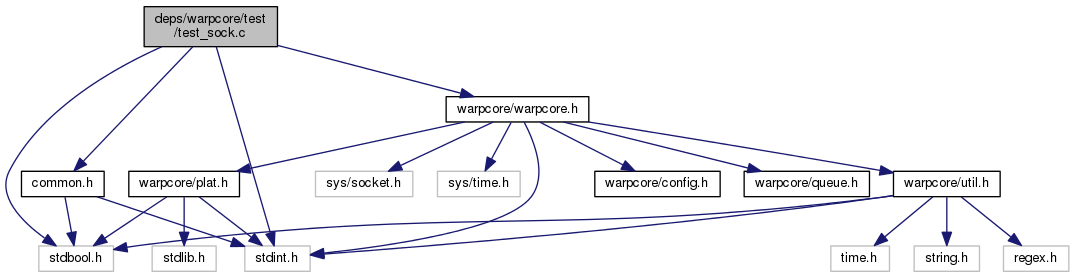 deps/warpcore/test
/test_sock.c
warpcore/warpcore.h
common.h
warpcore/plat.h
sys/socket.h
sys/time.h
warpcore/config.h
warpcore/queue.h
warpcore/util.h
stdbool.h
stdlib.h
stdint.h
time.h
string.h
regex.h